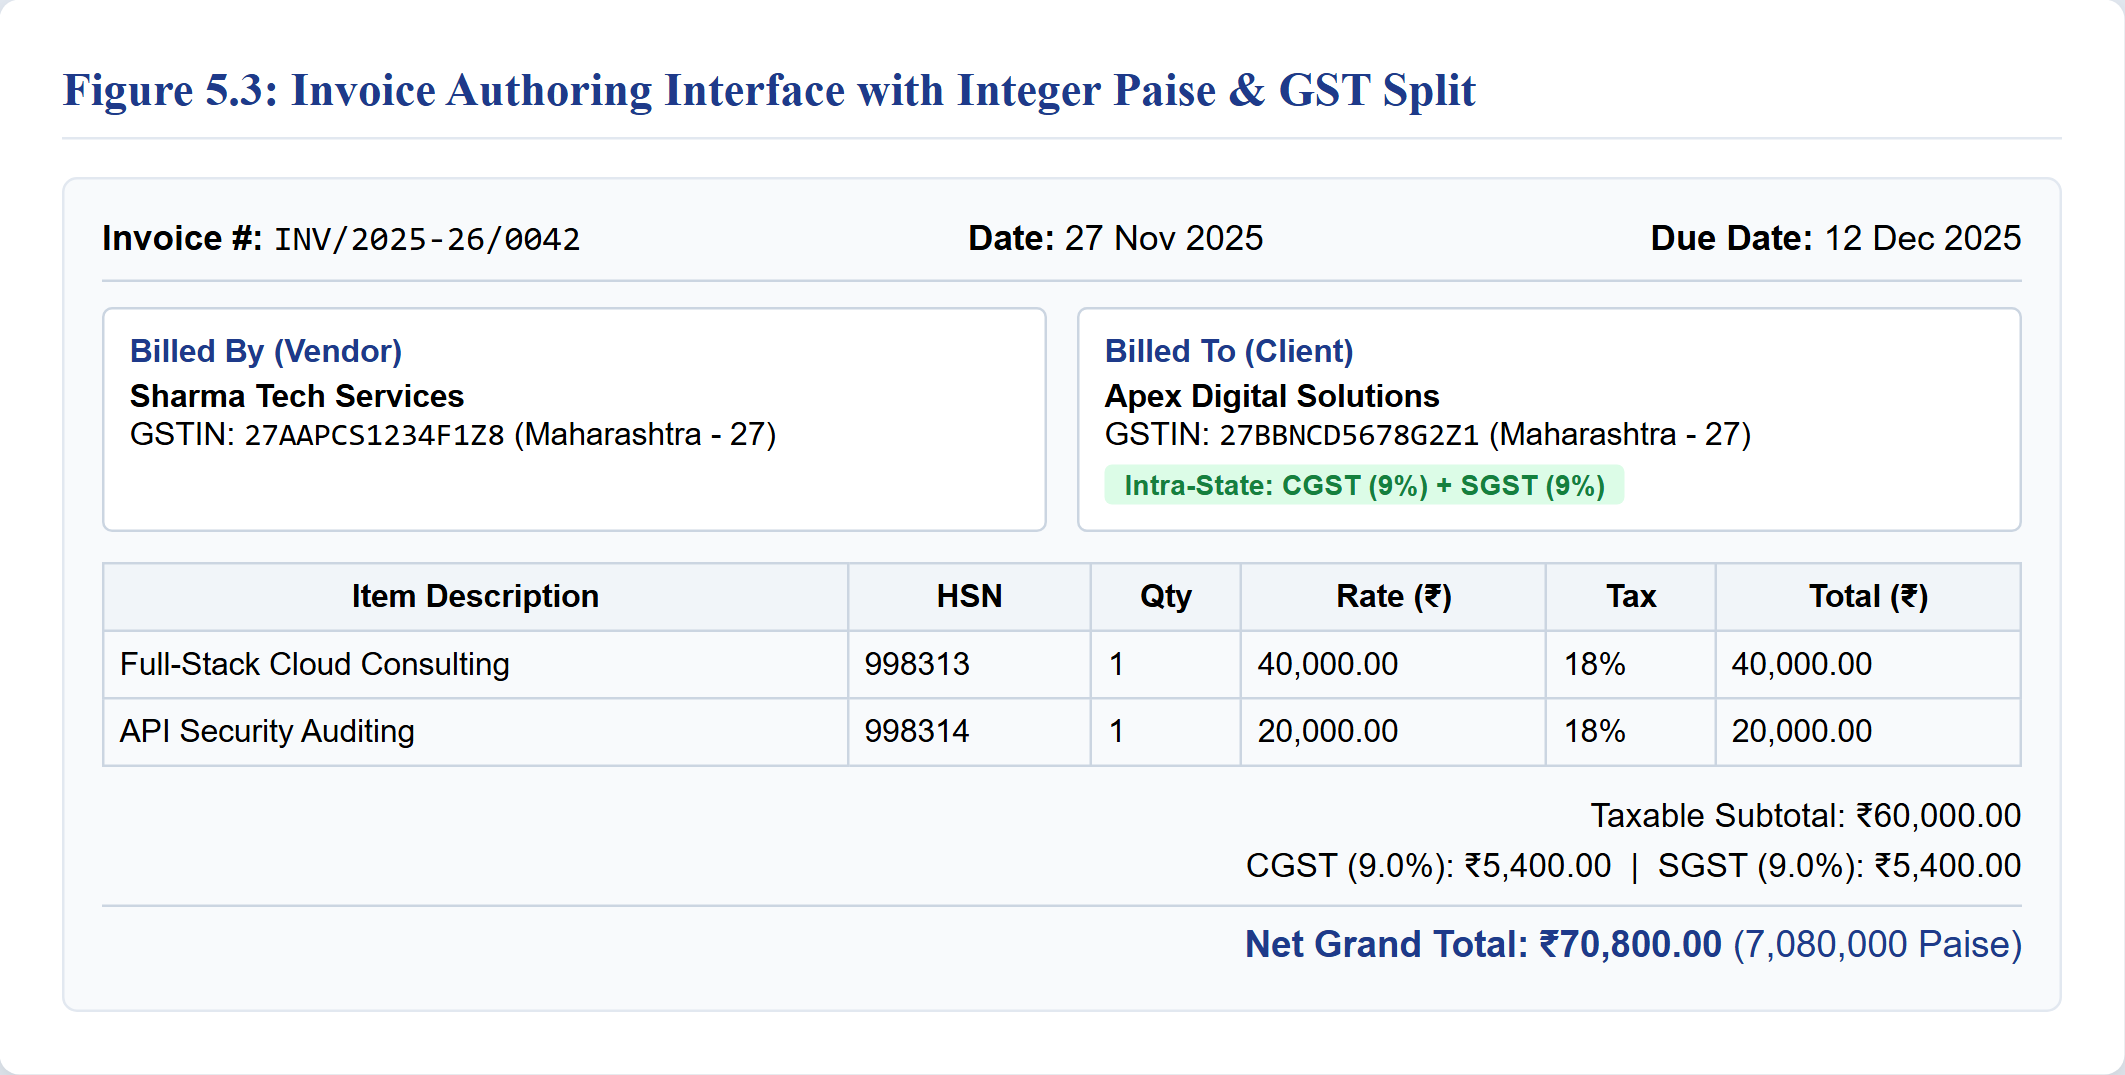 Figure 5.3: Invoice Authoring Interface with Integer Paise & GST Split
Invoice #: INV/2025-26/0042 Date: 27 Nov 2025 Due Date: 12 Dec 2025
Billed By (Vendor)
Sharma Tech Services
GSTIN: 27AAPCS1234F1Z8 (Maharashtra - 27)
Billed To (Client)
Apex Digital Solutions
GSTIN: 27BBNCD5678G2Z1 (Maharashtra - 27)
Intra-State: CGST (9%) + SGST (9%)
Item Description HSN Qty Rate (₹) Tax Total (₹)
Full-Stack Cloud Consulting 998313 1 40,000.00 18% 40,000.00
API Security Auditing 998314 1 20,000.00 18% 20,000.00
Taxable Subtotal: ₹60,000.00
CGST (9.0%): ₹5,400.00 | SGST (9.0%): ₹5,400.00
Net Grand Total: ₹70,800.00 (7,080,000 Paise)